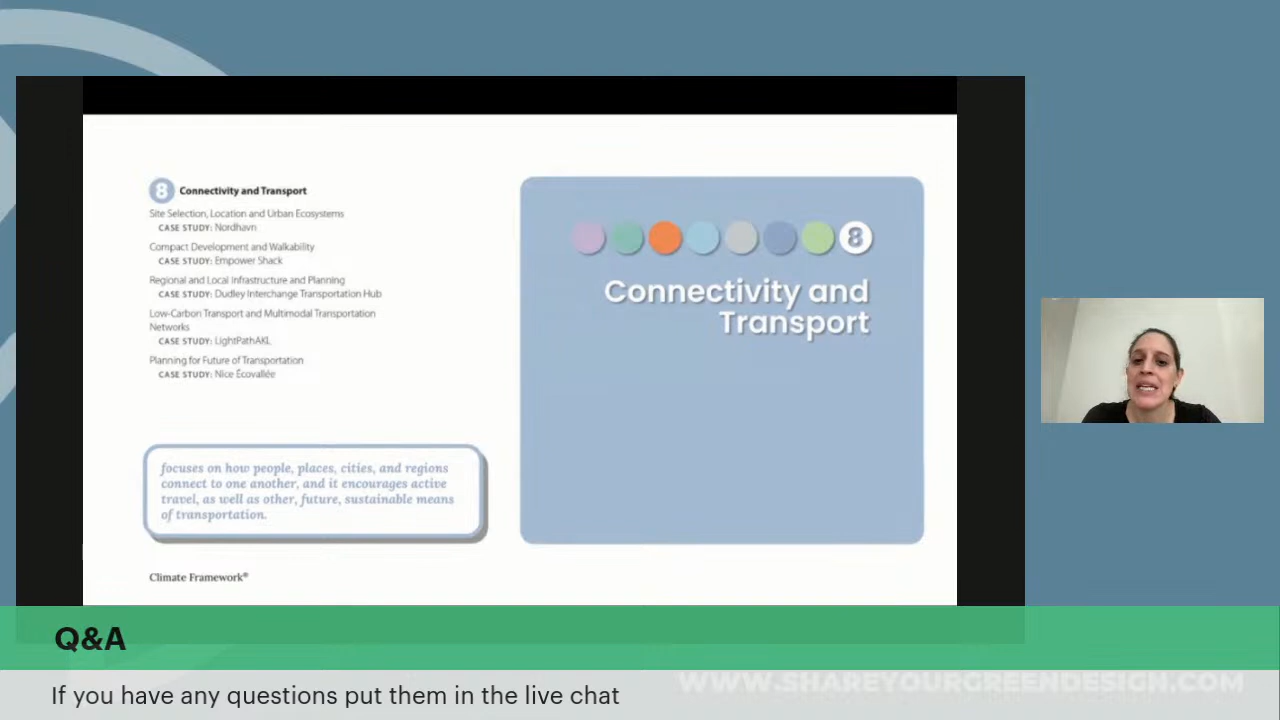 8 Connectivity and Transport
Site Selection, Location and Urban Ecosystems
CASE STUDY: Nordhavn
Compact Development and Walkability
CASE STUDY: Empower Shack
Regional and Local Infrastructure and Planning
CASE STUDY: Dudley Interchange Transportation Hub
Low-Carbon Transport and Multimodal Transportation
Networks
CASE STUDY: LightPathAKL
Planning for Future of Transportation
CASE STUDY: Nice Écovallée
focuses on how people, places, cities, and regions
connect to one another, and it encourages active
travel, as well as other, future, sustainable means
of transportation.
Climate Framework®
8
Connectivity and
Transport
Q&A
If you have any questions put them in the live chat
WWW.SHAREYOURGREENDESIGN.COM